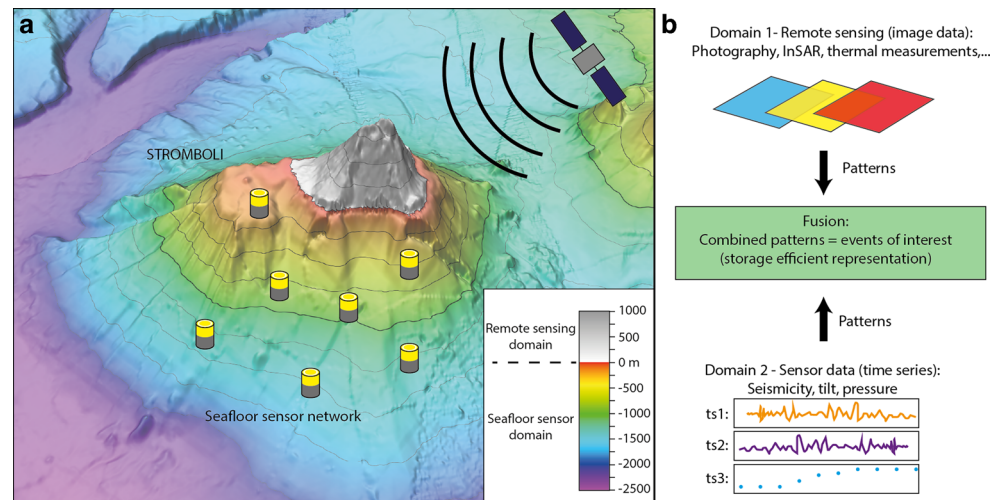 a
STROMBOLI
Seafloor sensor network
Remote sensing
domain
Seafloor sensor
domain
1000
500
0 m
-500
-1000
-1500
-2000
-2500
b
Domain 1- Remote sensing (image data):
Photography, InSAR, thermal measurements,...
Patterns
Fusion:
Combined patterns = events of interest
(storage efficient representation)
Patterns
Domain 2 - Sensor data (time series):
Seismicity, tilt, pressure
ts1:
ts2:
ts3: